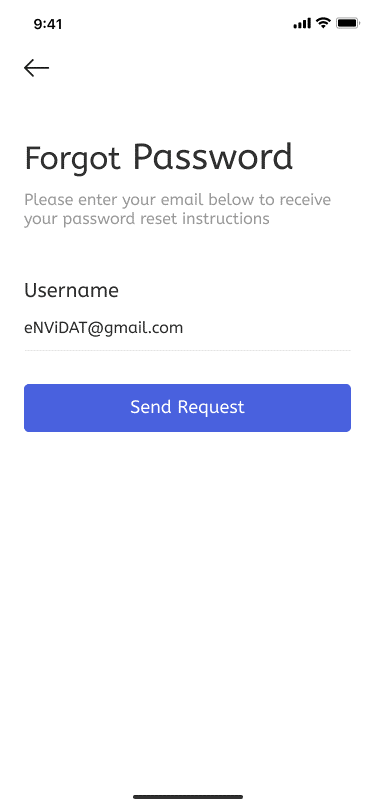 9:41
Forgot Password
Please enter your email below to receive
your password reset instructions
Username
eNViDAT@gmail.com
Send Request